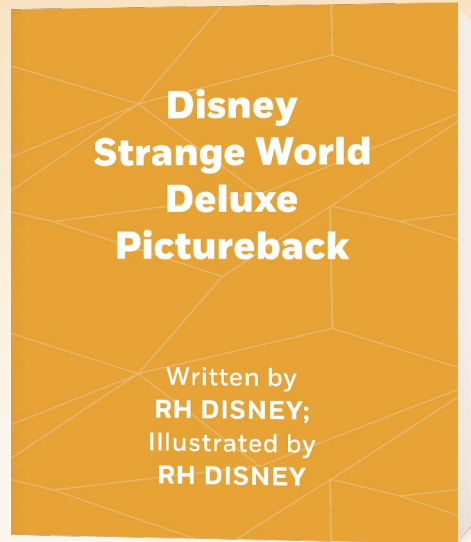 Disney
Strange World
Deluxe
Pictureback
Written by
RH DISNEY;
Illustrated by
RH DISNEY